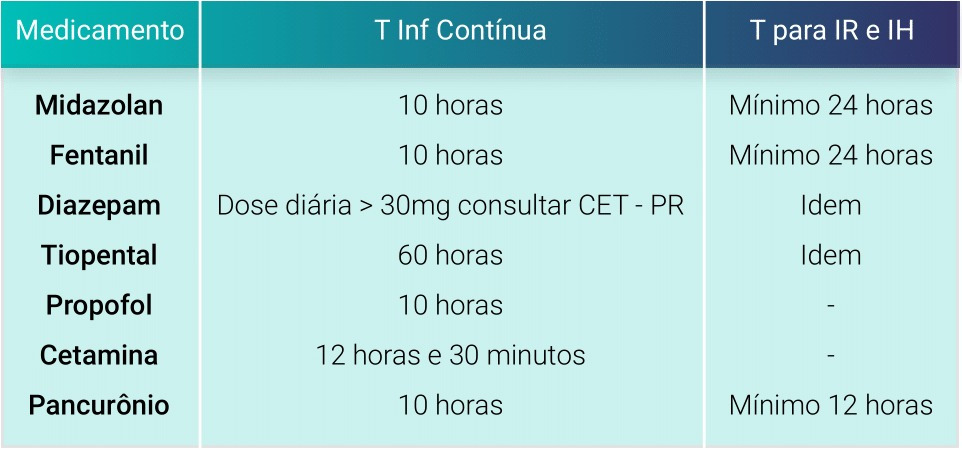 Medicamento T Inf Contínua T para IR e IH
Midazolan 10 horas Mínimo 24 horas
Fentanil 10 horas Mínimo 24 horas
Diazepam Dose diária > 30mg consultar CET - PR Idem
Tiopental 60 horas Idem
Propofol 10 horas -
Cetamina 12 horas e 30 minutos -
Pancurônio 10 horas Mínimo 12 horas